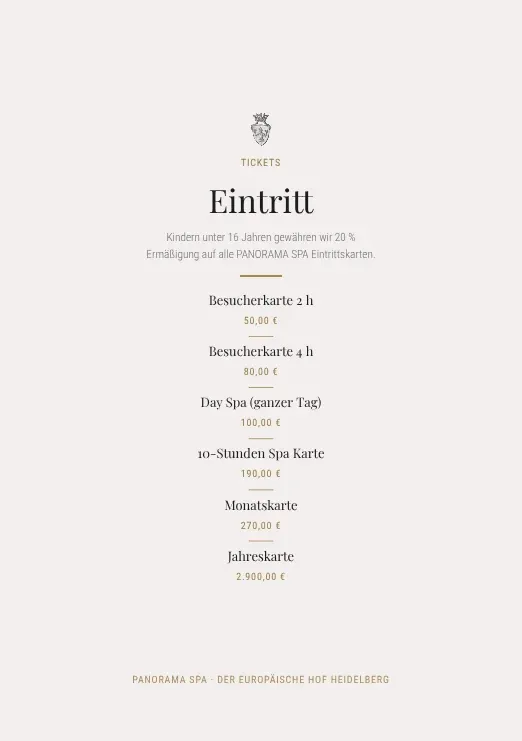 TICKETS
Eintritt
Kindern unter 16 Jahren gewähren wir 20 %
Ermäßigung auf alle PANORAMA SPA Eintrittskarten.
Besucherkarte 2 h
50,00 €
Besucherkarte 4 h
80,00 €
Day Spa (ganzer Tag)
100,00 €
10-Stunden Spa Karte
190,00 €
Monatskarte
270,00 €
Jahreskarte
2.900,00 €
PANORAMA SPA · DER EUROPÄISCHE HOF HEIDELBERG